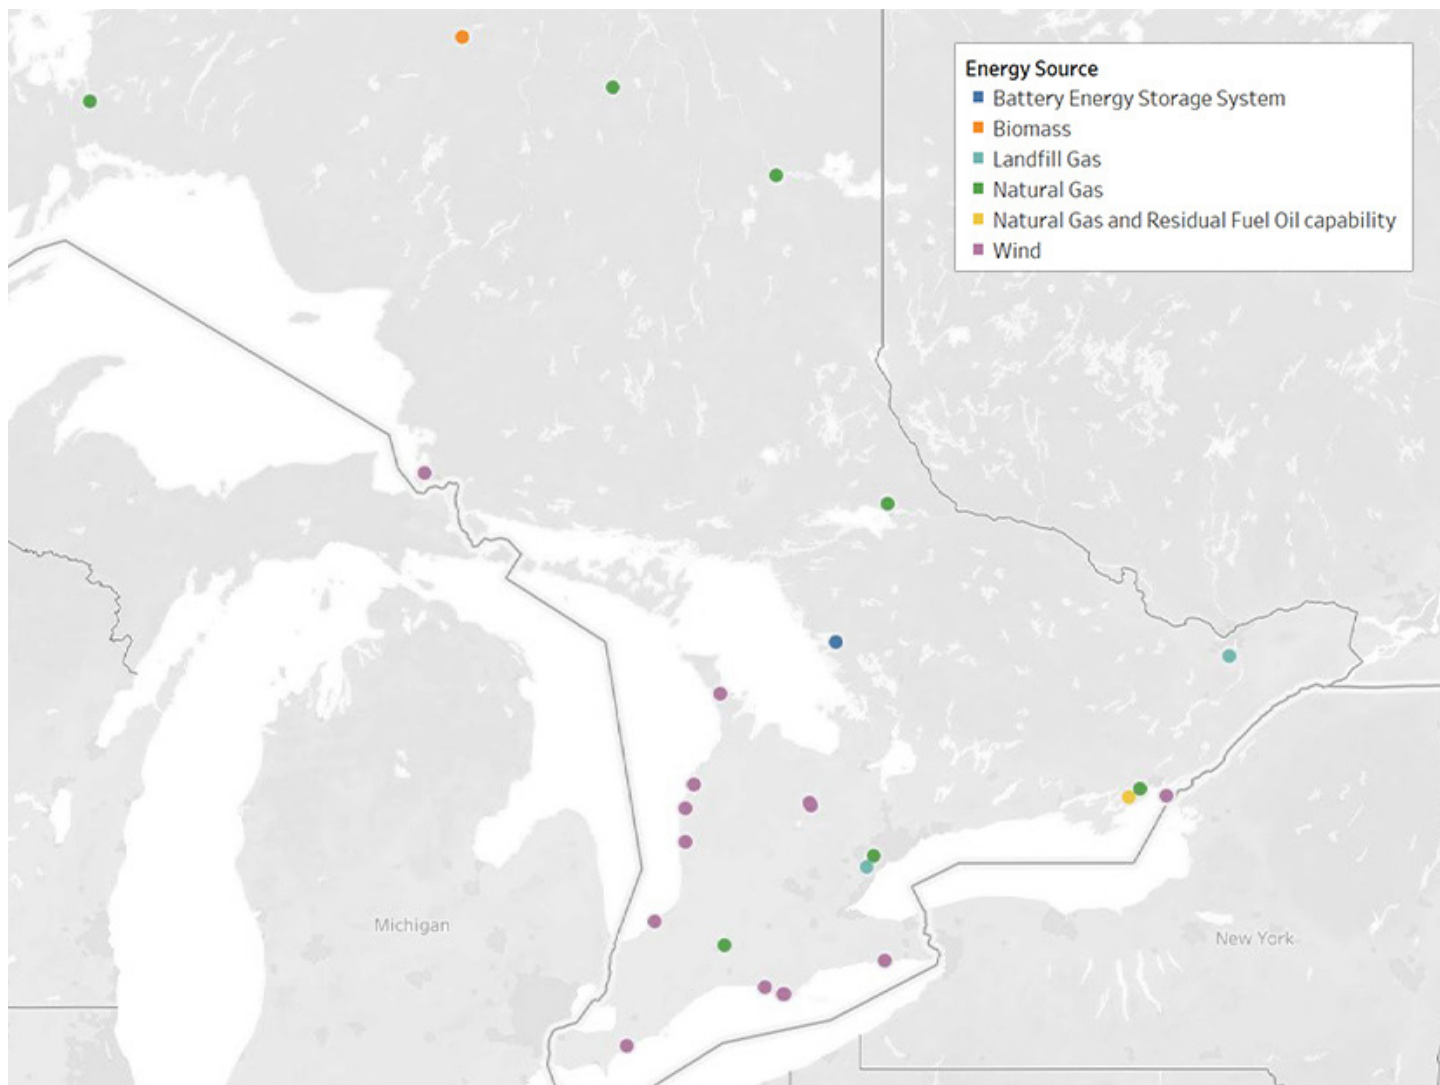 Energy Source
Battery Energy Storage System
Biomass
Landfill Gas
Natural Gas
Natural Gas and Residual Fuel Oil capability
Wind
Michigan
New York